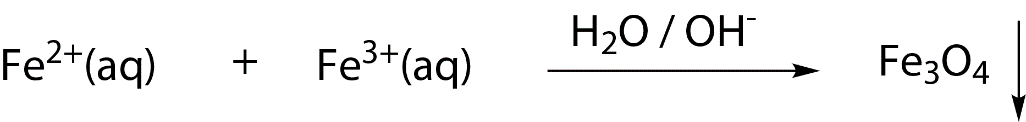 Fe²⁺(aq) + Fe³⁺(aq) H₂O / OH⁻ Fe₃O₄